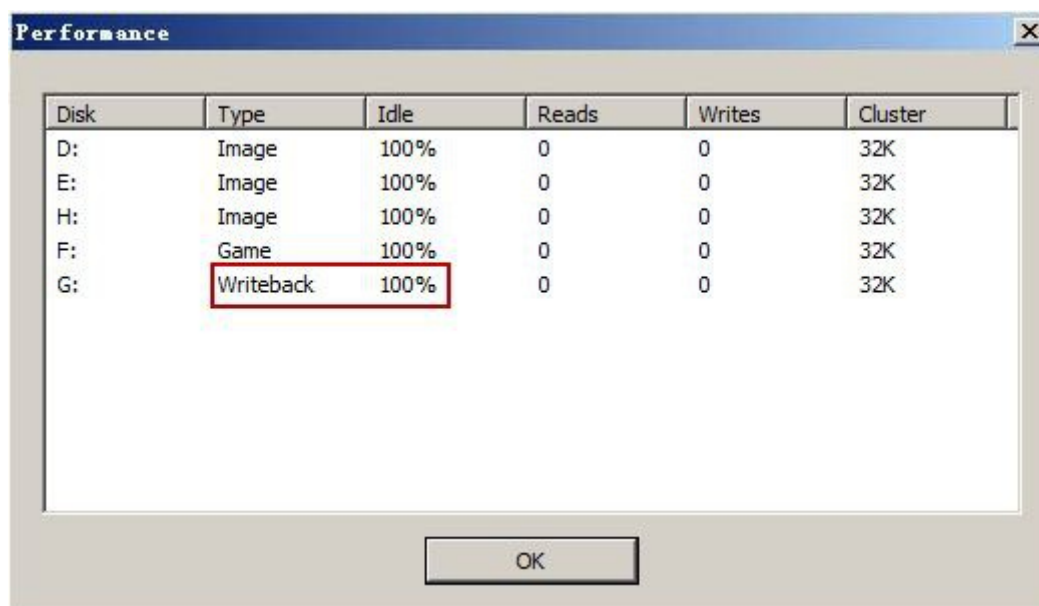 Performance
Disk Type Idle Reads Writes Cluster
D: Image 100% 0 0 32K
E: Image 100% 0 0 32K
H: Image 100% 0 0 32K
F: Game 100% 0 0 32K
G: Writeback 100% 0 0 32K
OK